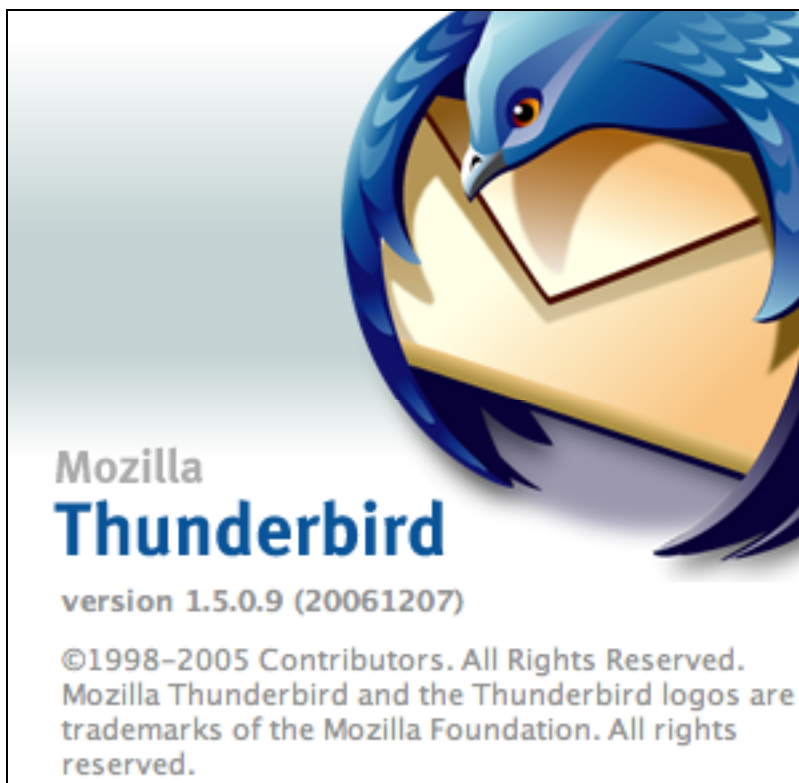 Mozilla
Thunderbird
version 1.5.0.9 (20061207)
©1998–2005 Contributors. All Rights Reserved.
Mozilla Thunderbird and the Thunderbird logos are
trademarks of the Mozilla Foundation. All rights
reserved.